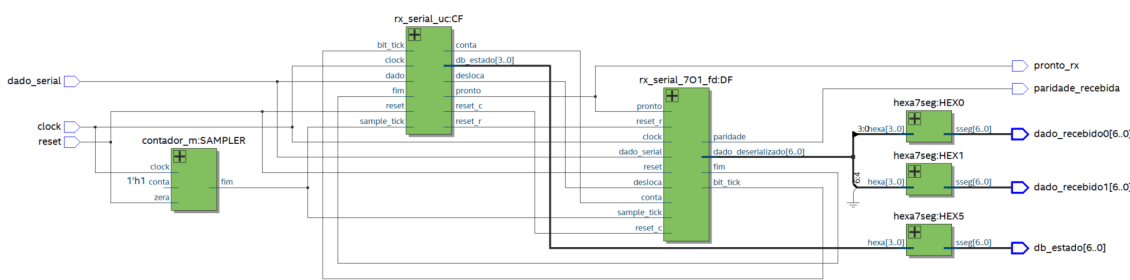 rx_serial_uc:CF
bit_tick conta
clock db_estado[3..0]
dado desloca
fim pronto
reset reset_c
sample_tick reset_r
dado_serial
clock
reset
contador_m:SAMPLER
clock
1'h1 conta fim
zera
rx_serial_7O1_fd:DF
pronto
reset_r
clock paridade
dado_serial dado_deserializado[6..0]
reset fim
desloca bit_tick
conta
sample_tick
reset_c
3:0
6:4
hexa7seg:HEX0
hexa[3..0] sseg[6..0]
hexa7seg:HEX1
hexa[3..0] sseg[6..0]
hexa7seg:HEX5
hexa[3..0] sseg[6..0]
pronto_rx
paridade_recebida
dado_recebido0[6..0]
dado_recebido1[6..0]
db_estado[6..0]